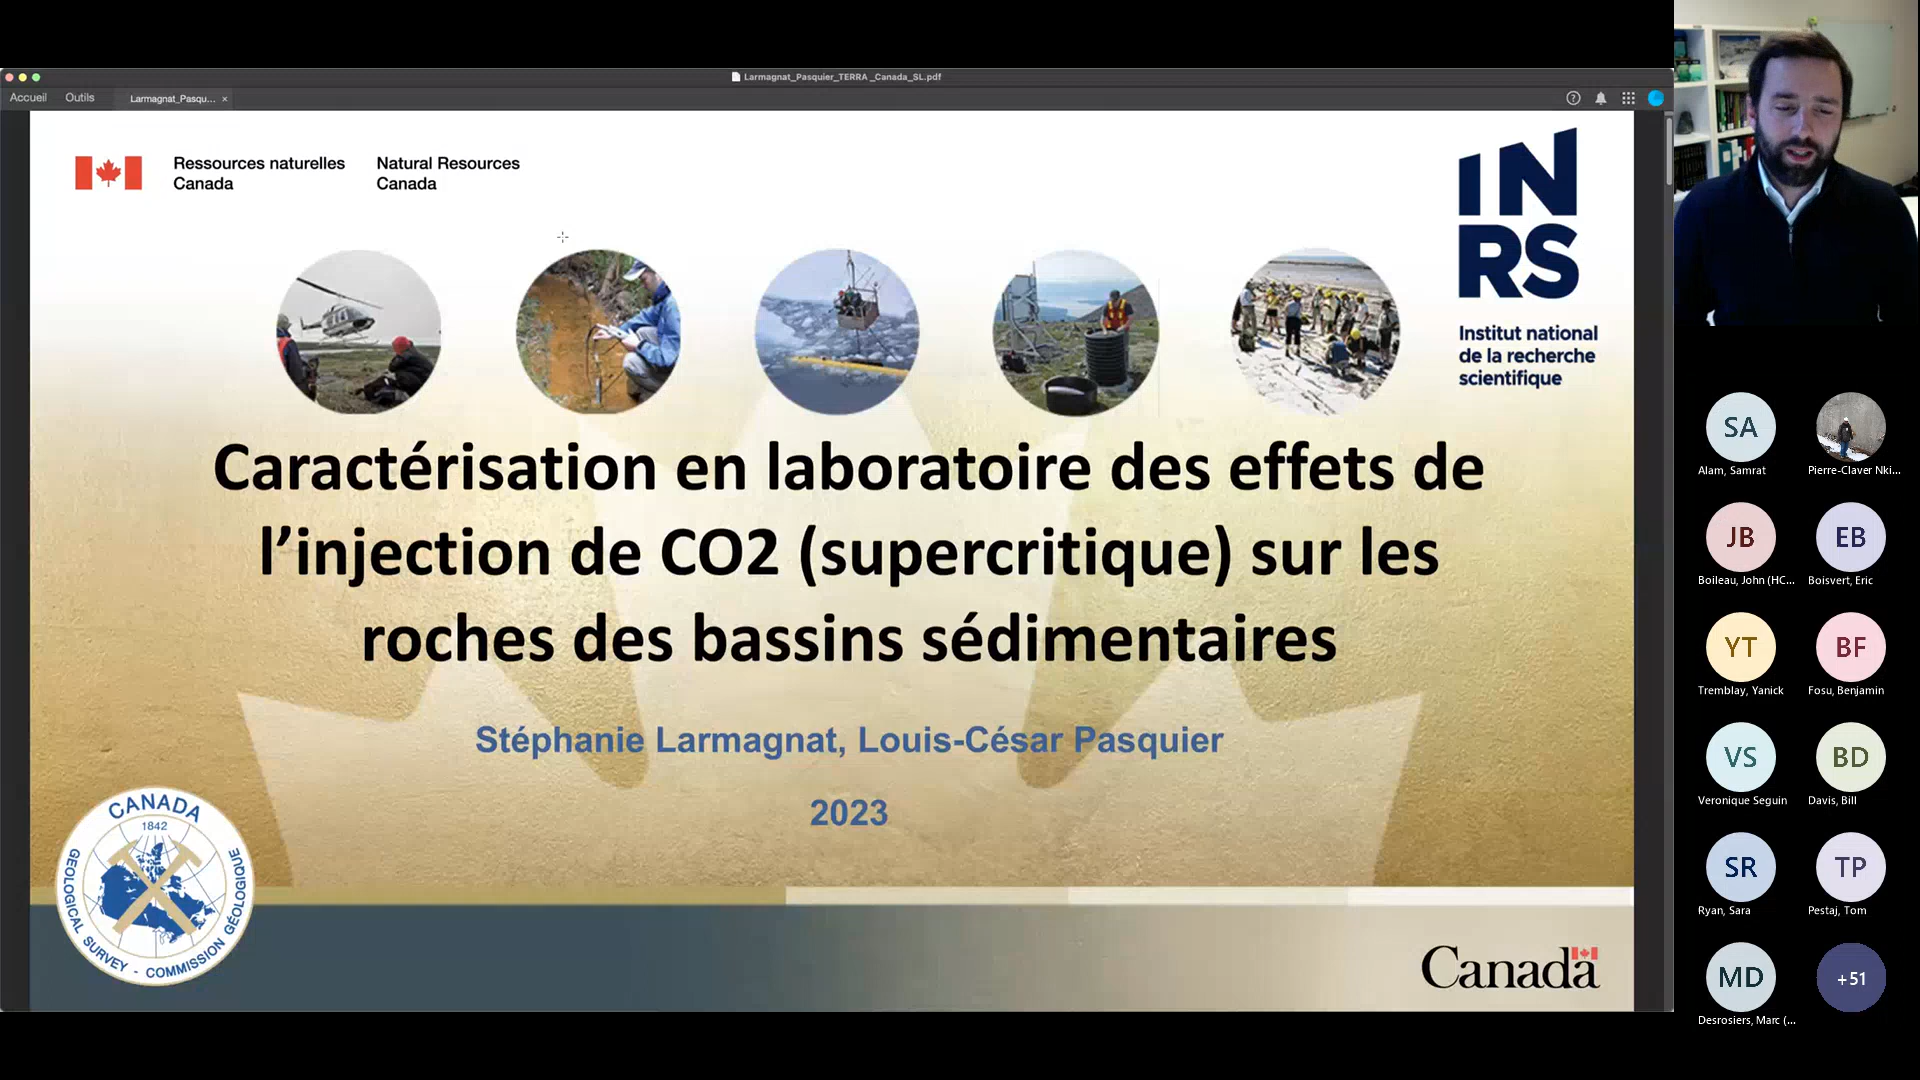 Larmagnat_Pasquier_TERRA _Canada_SL.pdf
Accueil
Outils
Larmagnat_Pasqu... ×
Ressources naturelles
Canada
Natural Resources
Canada
INRS
Institut national
de la recherche
scientifique
Caractérisation en laboratoire des effets de
l’injection de CO2 (supercritique) sur les
roches des bassins sédimentaires
Stéphanie Larmagnat, Louis-César Pasquier
2023
CANADA
1842
GEOLOGICAL SURVEY - COMMISSION GÉOLOGIQUE
Canada
SA
Alam, Samrat
Pierre-Claver Nki...
JB
Boileau, John (HC...
EB
Boisvert, Eric
YT
Tremblay, Yanick
BF
Fosu, Benjamin
VS
Veronique Seguin
BD
Davis, Bill
SR
Ryan, Sara
TP
Pestaj, Tom
MD
Desrosiers, Marc (...
+51